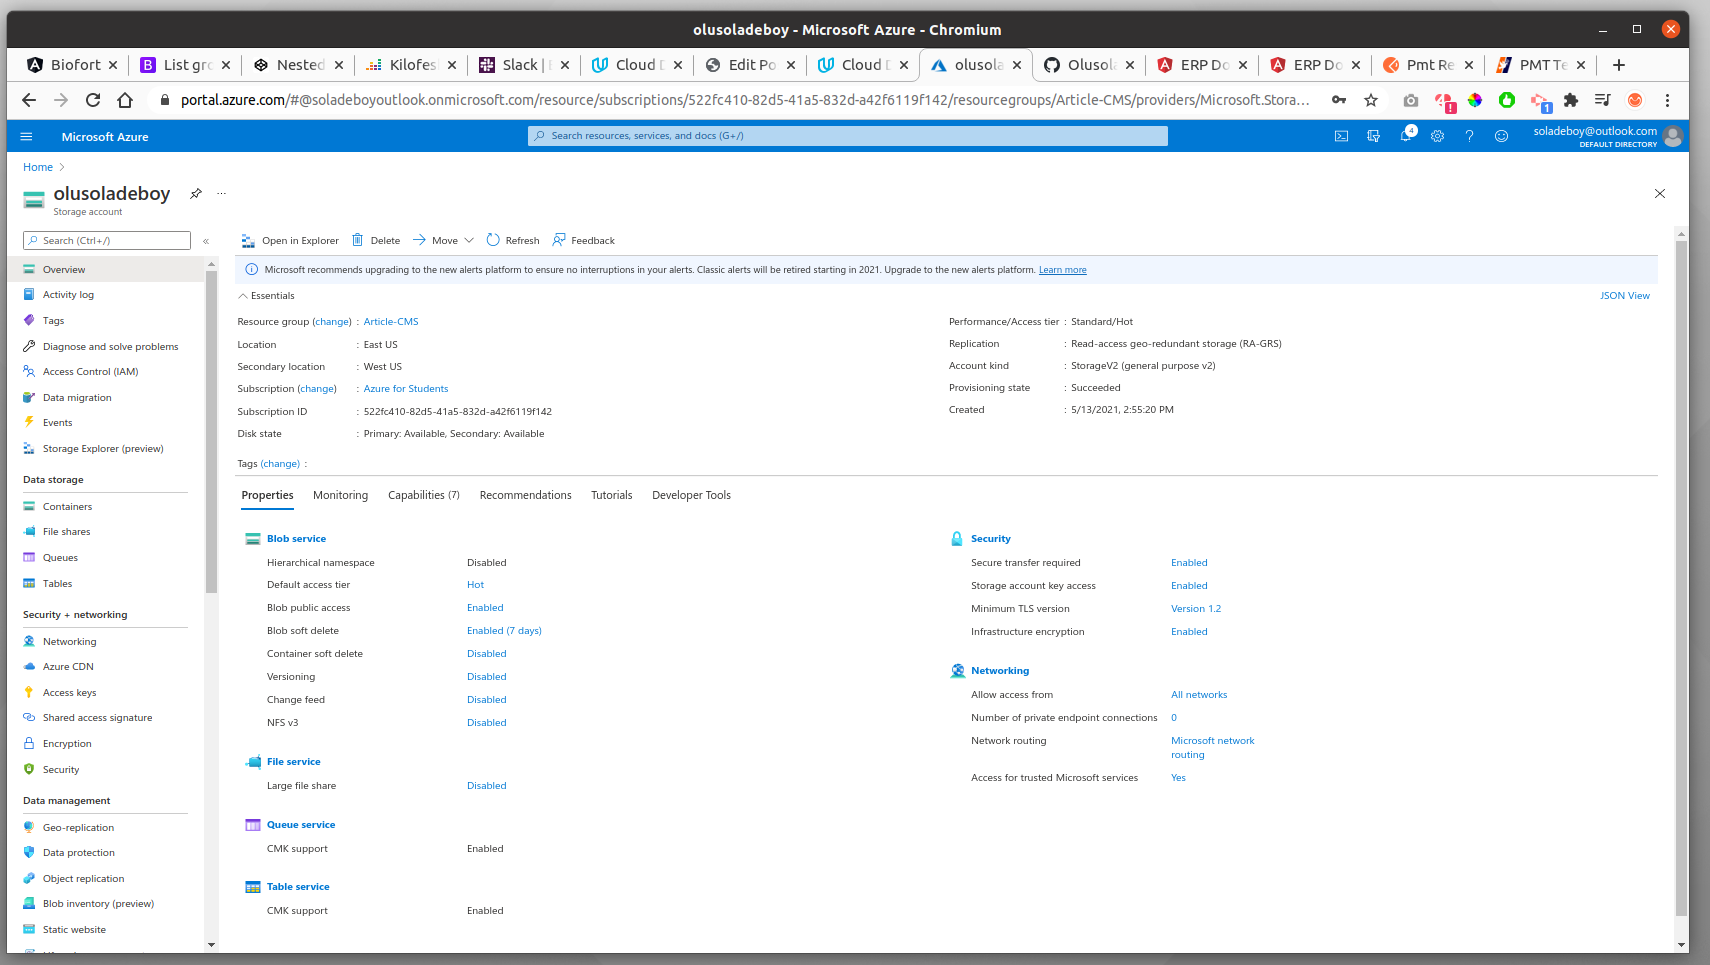 olusoladeboy - Microsoft Azure - Chromium
Biofort
List gro
Nested
Kilofes
Slack | E
Cloud D
Edit Po
Cloud D
olusola
Olusola
ERP Do
ERP Do
Pmt Re
PMT Te
portal.azure.com/#@soladeboyoutlook.onmicrosoft.com/resource/subscriptions/522fc410-82d5-41a5-832d-a42f6119f142/resourcegroups/Article-CMS/providers/Microsoft.Stora...
1
Microsoft Azure
Search resources, services, and docs (G+/)
4
soladeboy@outlook.com
DEFAULT DIRECTORY
Home
olusoladeboy
...
Storage account
Search (Ctrl+/)
«
Open in Explorer
Delete
Move
Refresh
Feedback
Microsoft recommends upgrading to the new alerts platform to ensure no interruptions in your alerts. Classic alerts will be retired starting in 2021. Upgrade to the new alerts platform. Learn more
Overview
Activity log
Tags
Diagnose and solve problems
Access Control (IAM)
Data migration
Events
Storage Explorer (preview)
Data storage
Containers
File shares
Queues
Tables
Security + networking
Networking
Azure CDN
Access keys
Shared access signature
Encryption
Security
Data management
Geo-replication
Data protection
Object replication
Blob inventory (preview)
Static website
Essentials
JSON View
Resource group (change) : Article-CMS
Location : East US
Secondary location : West US
Subscription (change) : Azure for Students
Subscription ID : 522fc410-82d5-41a5-832d-a42f6119f142
Disk state : Primary: Available, Secondary: Available
Performance/Access tier : Standard/Hot
Replication : Read-access geo-redundant storage (RA-GRS)
Account kind : StorageV2 (general purpose v2)
Provisioning state : Succeeded
Created : 5/13/2021, 2:55:20 PM
Tags (change) :
Properties
Monitoring
Capabilities (7)
Recommendations
Tutorials
Developer Tools
Blob service
Hierarchical namespace Disabled
Default access tier Hot
Blob public access Enabled
Blob soft delete Enabled (7 days)
Container soft delete Disabled
Versioning Disabled
Change feed Disabled
NFS v3 Disabled
File service
Large file share Disabled
Queue service
CMK support Enabled
Table service
CMK support Enabled
Security
Secure transfer required Enabled
Storage account key access Enabled
Minimum TLS version Version 1.2
Infrastructure encryption Enabled
Networking
Allow access from All networks
Number of private endpoint connections 0
Network routing Microsoft network
routing
Access for trusted Microsoft services Yes